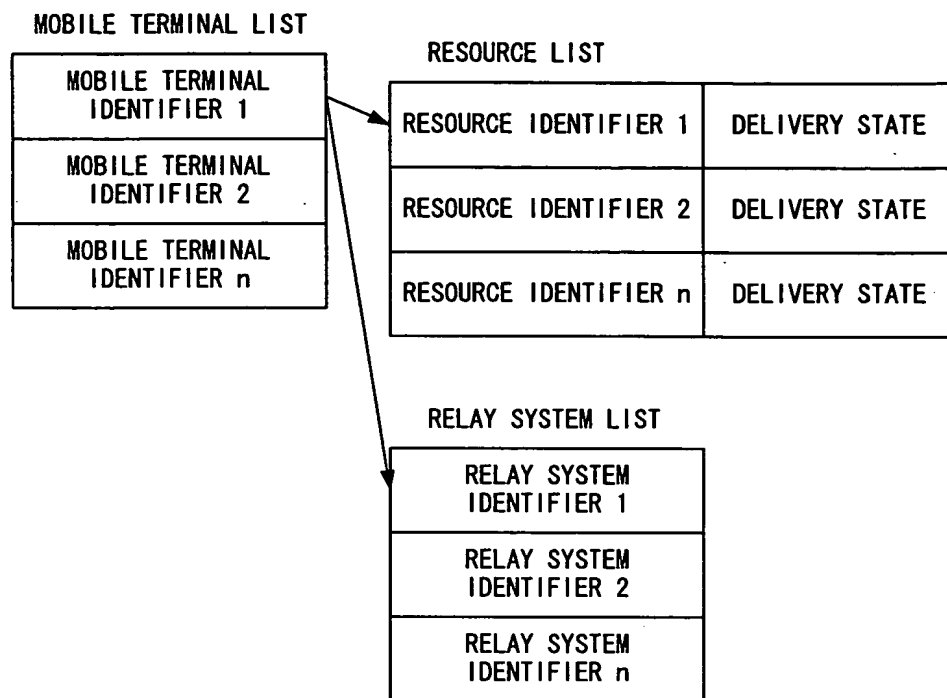 MOBILE TERMINAL LIST
MOBILE TERMINAL
IDENTIFIER 1
MOBILE TERMINAL
IDENTIFIER 2
MOBILE TERMINAL
IDENTIFIER n
RESOURCE LIST
RESOURCE IDENTIFIER 1 DELIVERY STATE
RESOURCE IDENTIFIER 2 DELIVERY STATE
RESOURCE IDENTIFIER n DELIVERY STATE
RELAY SYSTEM LIST
RELAY SYSTEM
IDENTIFIER 1
RELAY SYSTEM
IDENTIFIER 2
RELAY SYSTEM
IDENTIFIER n